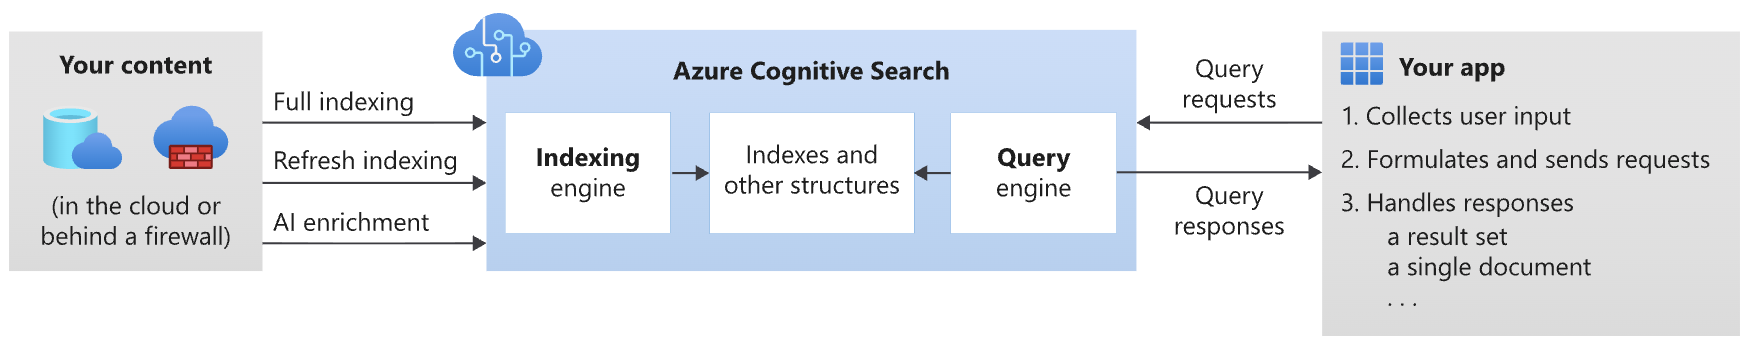 Your content
(in the cloud or
behind a firewall)
Full indexing
Refresh indexing
AI enrichment
Azure Cognitive Search
Indexing
engine
Indexes and
other structures
Query
engine
Query
requests
Query
responses
Your app
1. Collects user input
2. Formulates and sends requests
3. Handles responses
a result set
a single document
. . .